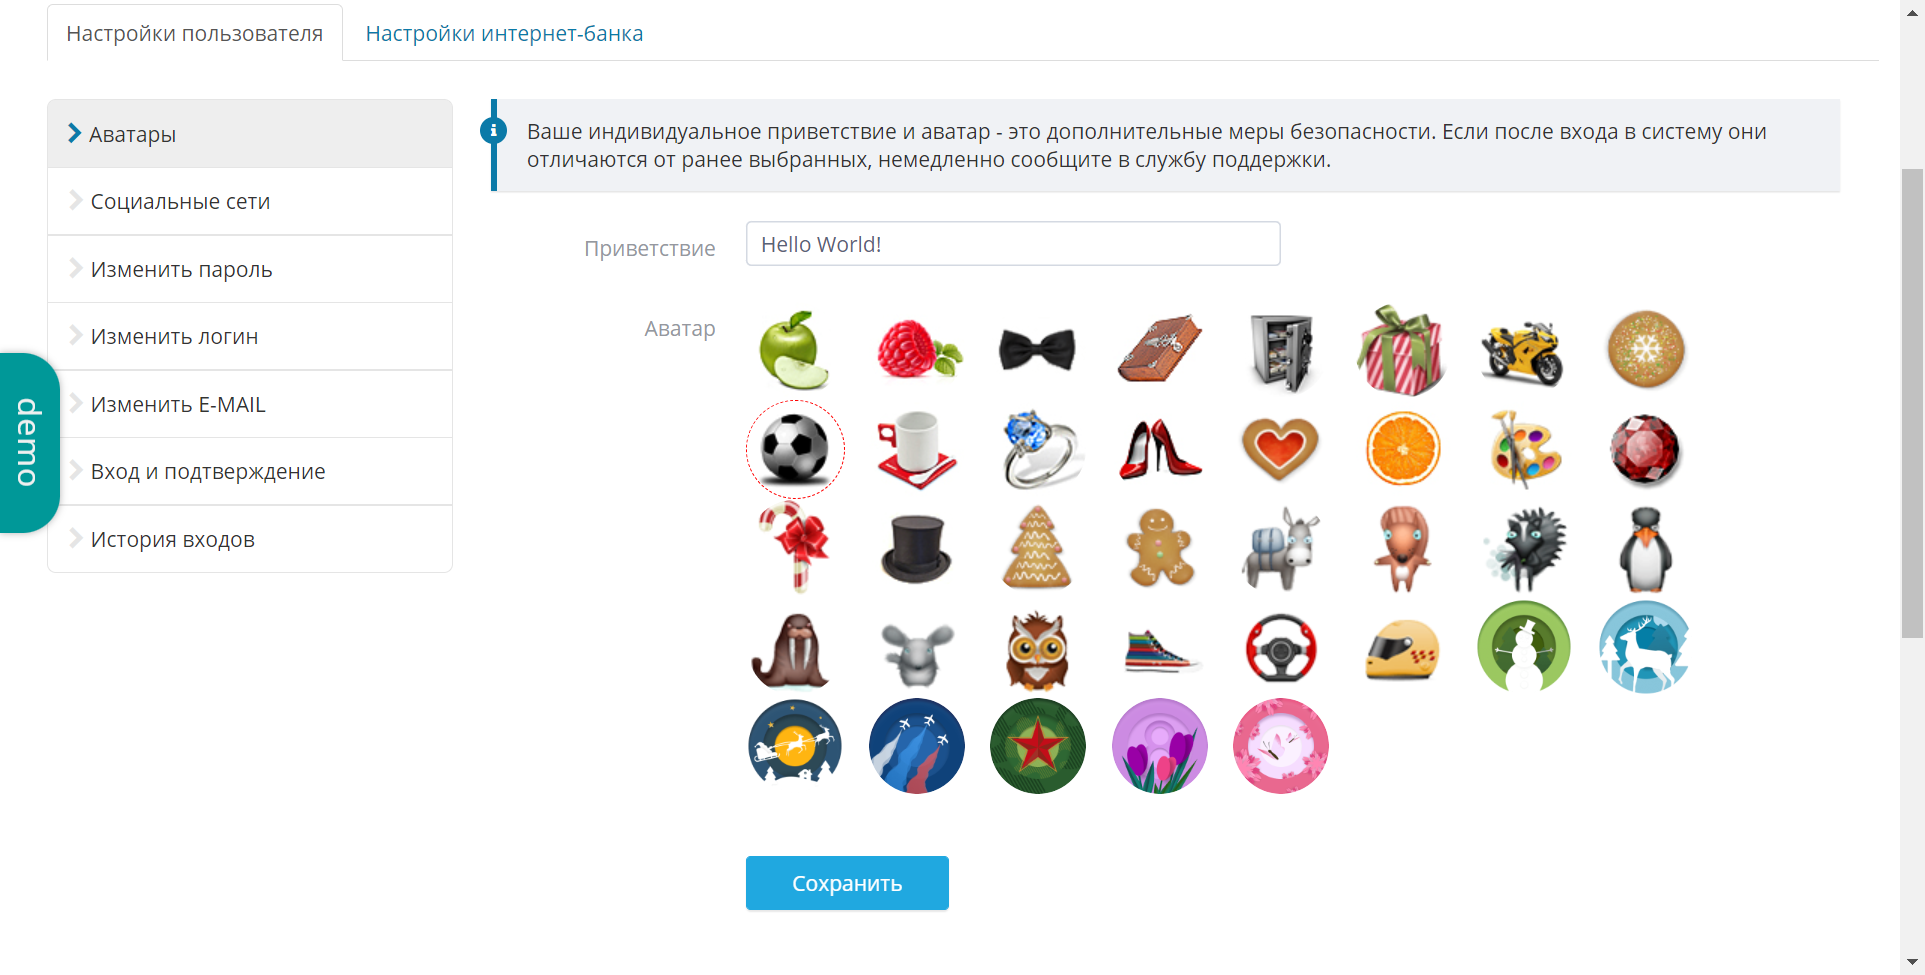 Настройки пользователя
Настройки интернет-банка
Аватары
Социальные сети
Изменить пароль
Изменить логин
Изменить E-MAIL
Вход и подтверждение
История входов
demo
Ваше индивидуальное приветствие и аватар - это дополнительные меры безопасности. Если после входа в систему они
отличаются от ранее выбранных, немедленно сообщите в службу поддержки.
Приветствие
Hello World!
Аватар
Сохранить